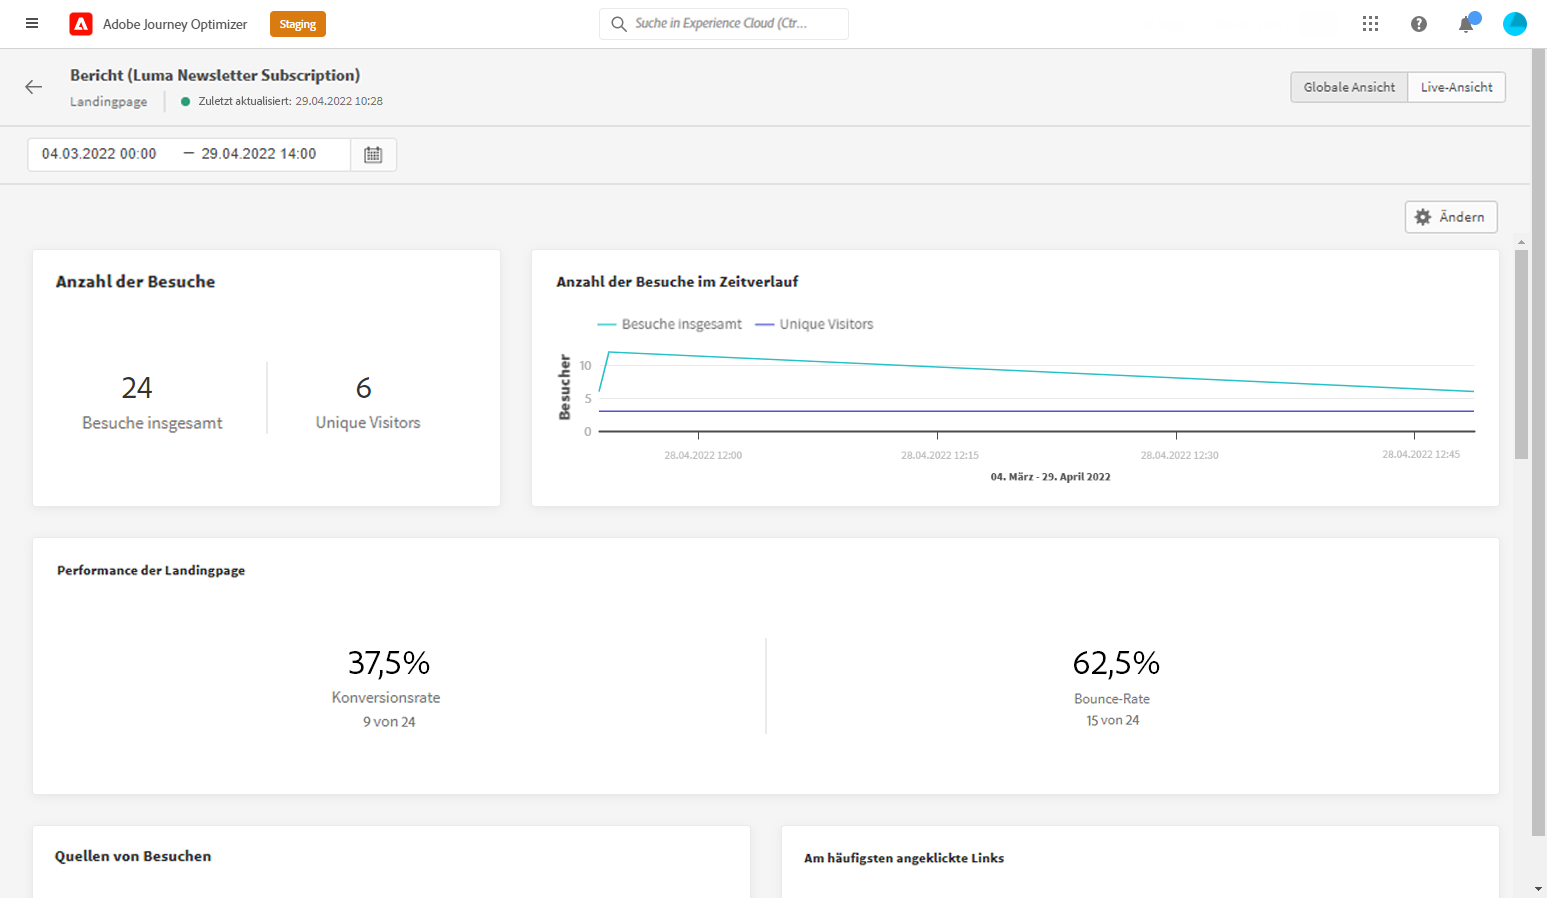 Adobe Journey Optimizer
Staging
Suche in Experience Cloud (Ctr...
Bericht (Luma Newsletter Subscription)
Landingpage
Zuletzt aktualisiert: 29.04.2022 10:28
Globale Ansicht
Live-Ansicht
04.03.2022 00:00 – 29.04.2022 14:00
Ändern
Anzahl der Besuche
24
Besuche insgesamt
6
Unique Visitors
Anzahl der Besuche im Zeitverlauf
Besuche insgesamt
Unique Visitors
Besucher
10
5
0
28.04.2022 12:00
28.04.2022 12:15
28.04.2022 12:30
28.04.2022 12:45
04. März - 29. April 2022
Performance der Landingpage
37,5%
Konversionsrate
9 von 24
62,5%
Bounce-Rate
15 von 24
Quellen von Besuchen
Am häufigsten angeklickte Links